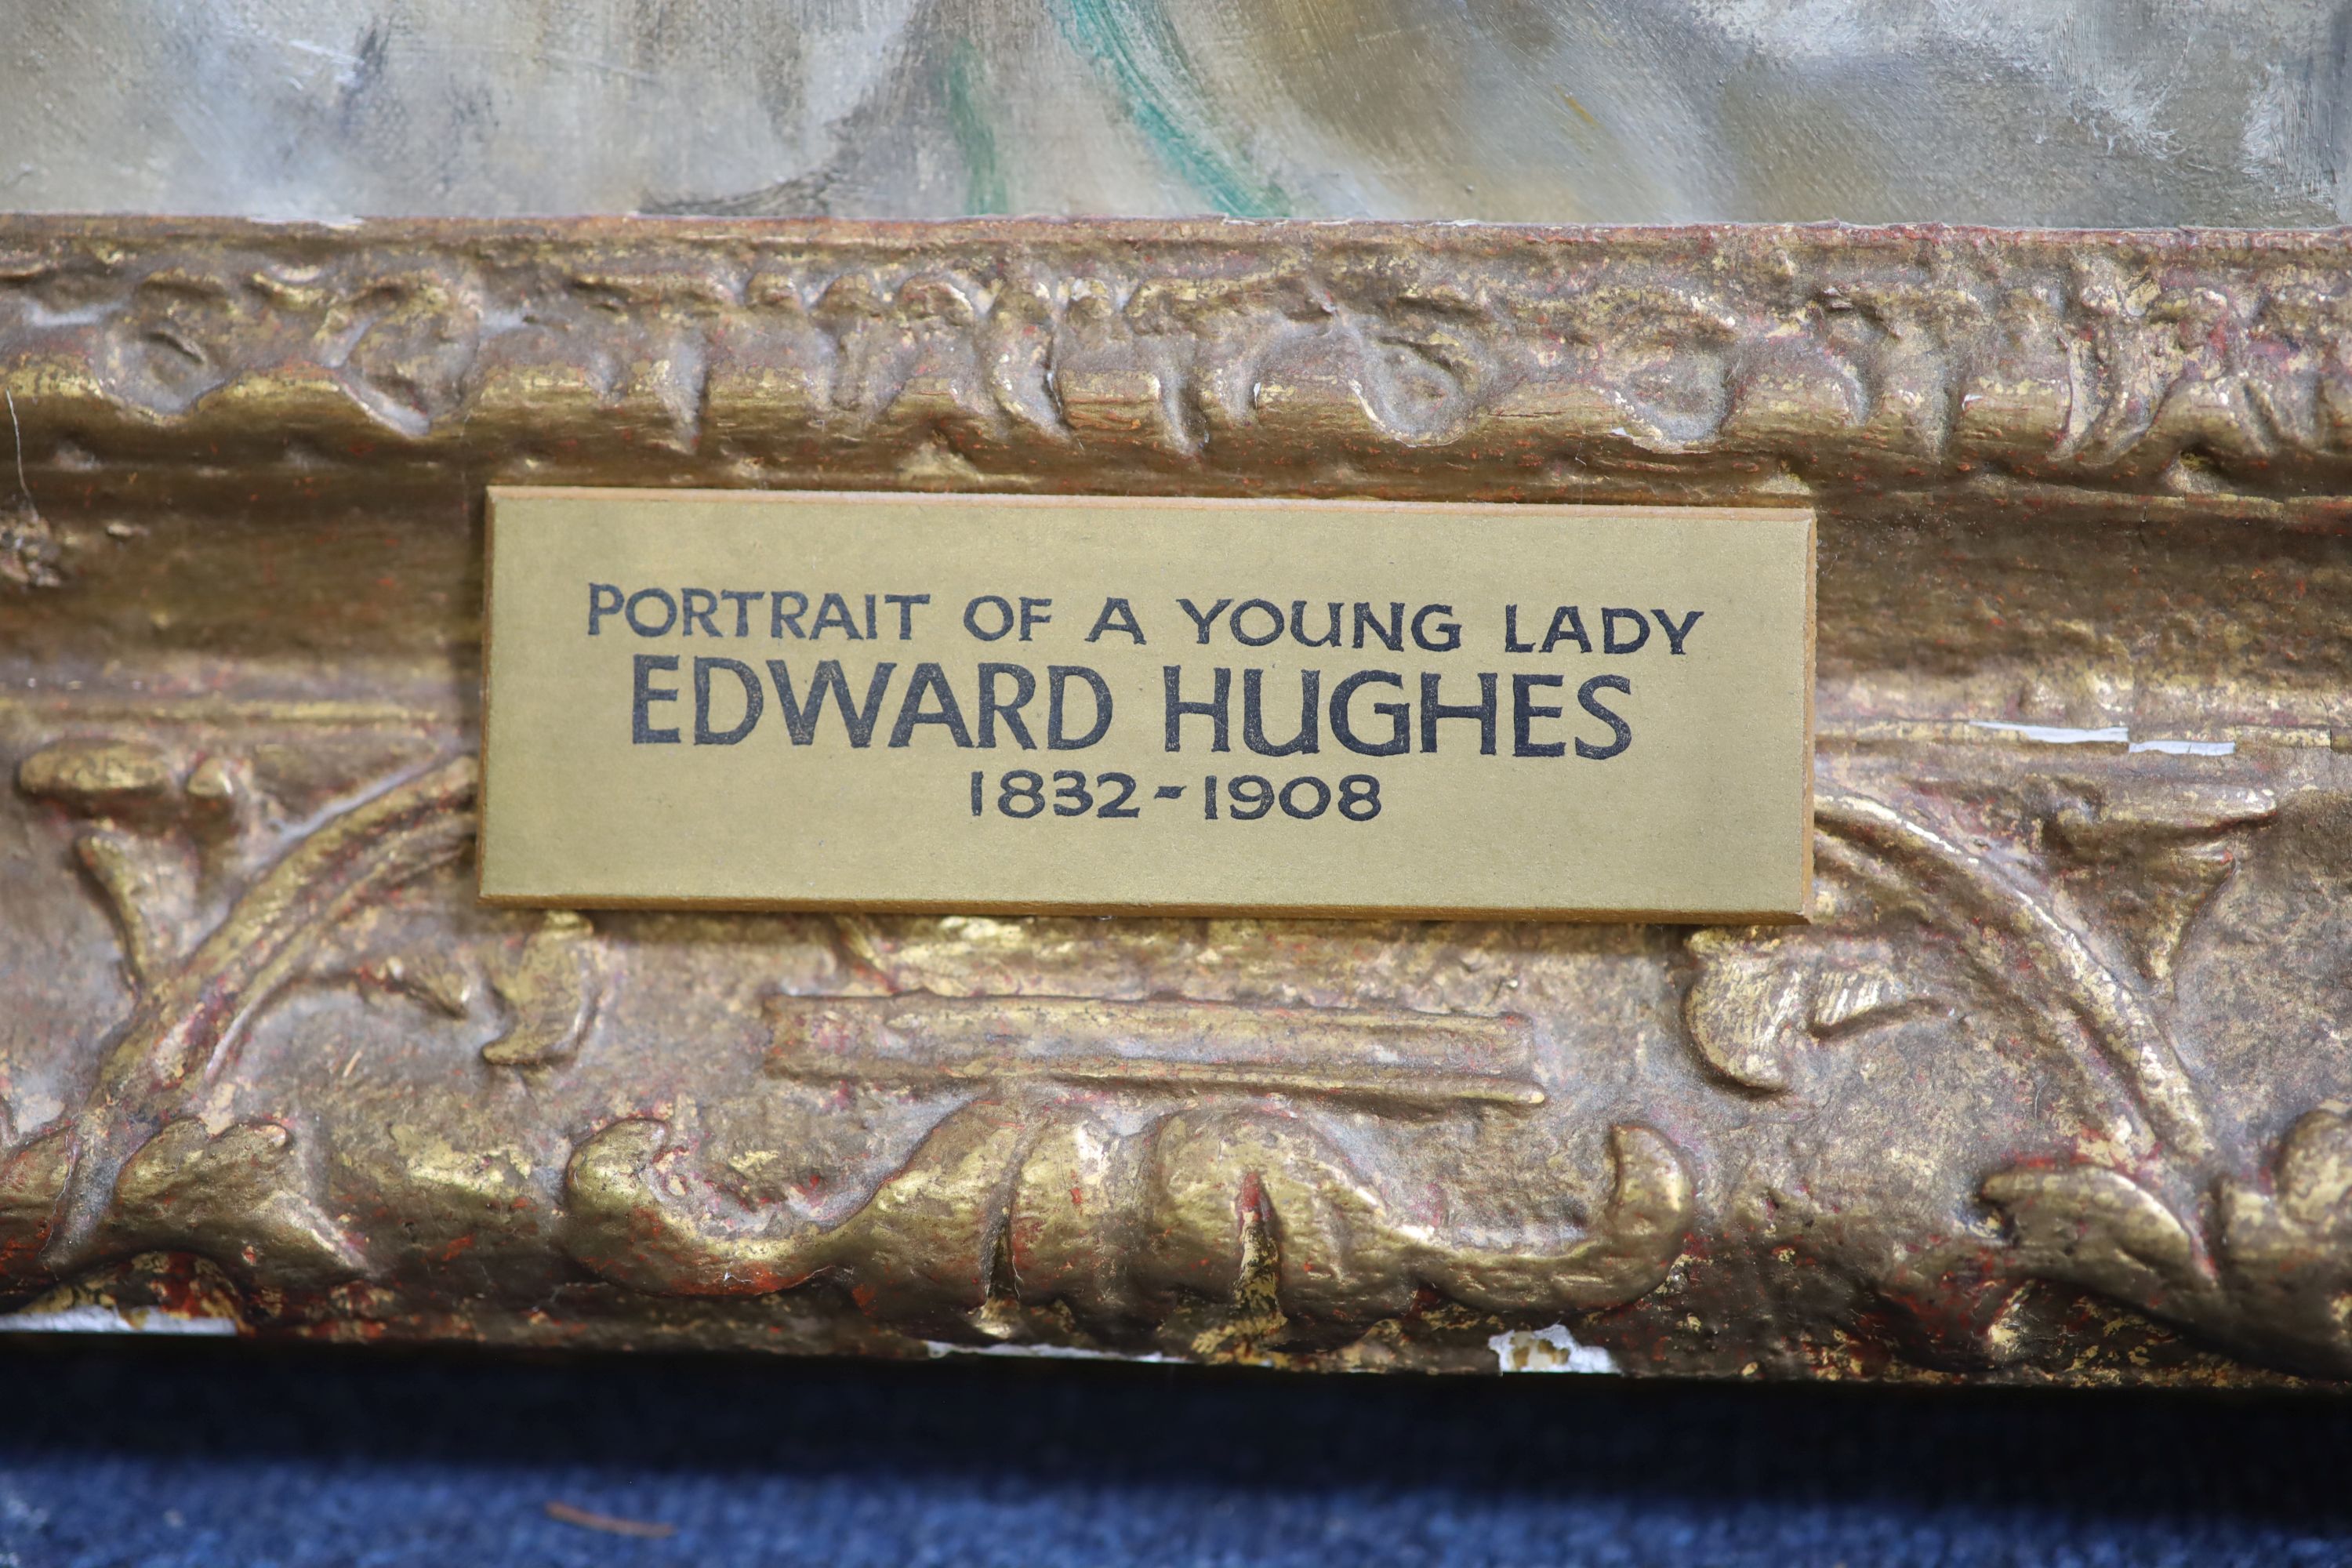 PORTRAIT OF A YOUNG LADY
EDWARD HUGHES
1832-1908